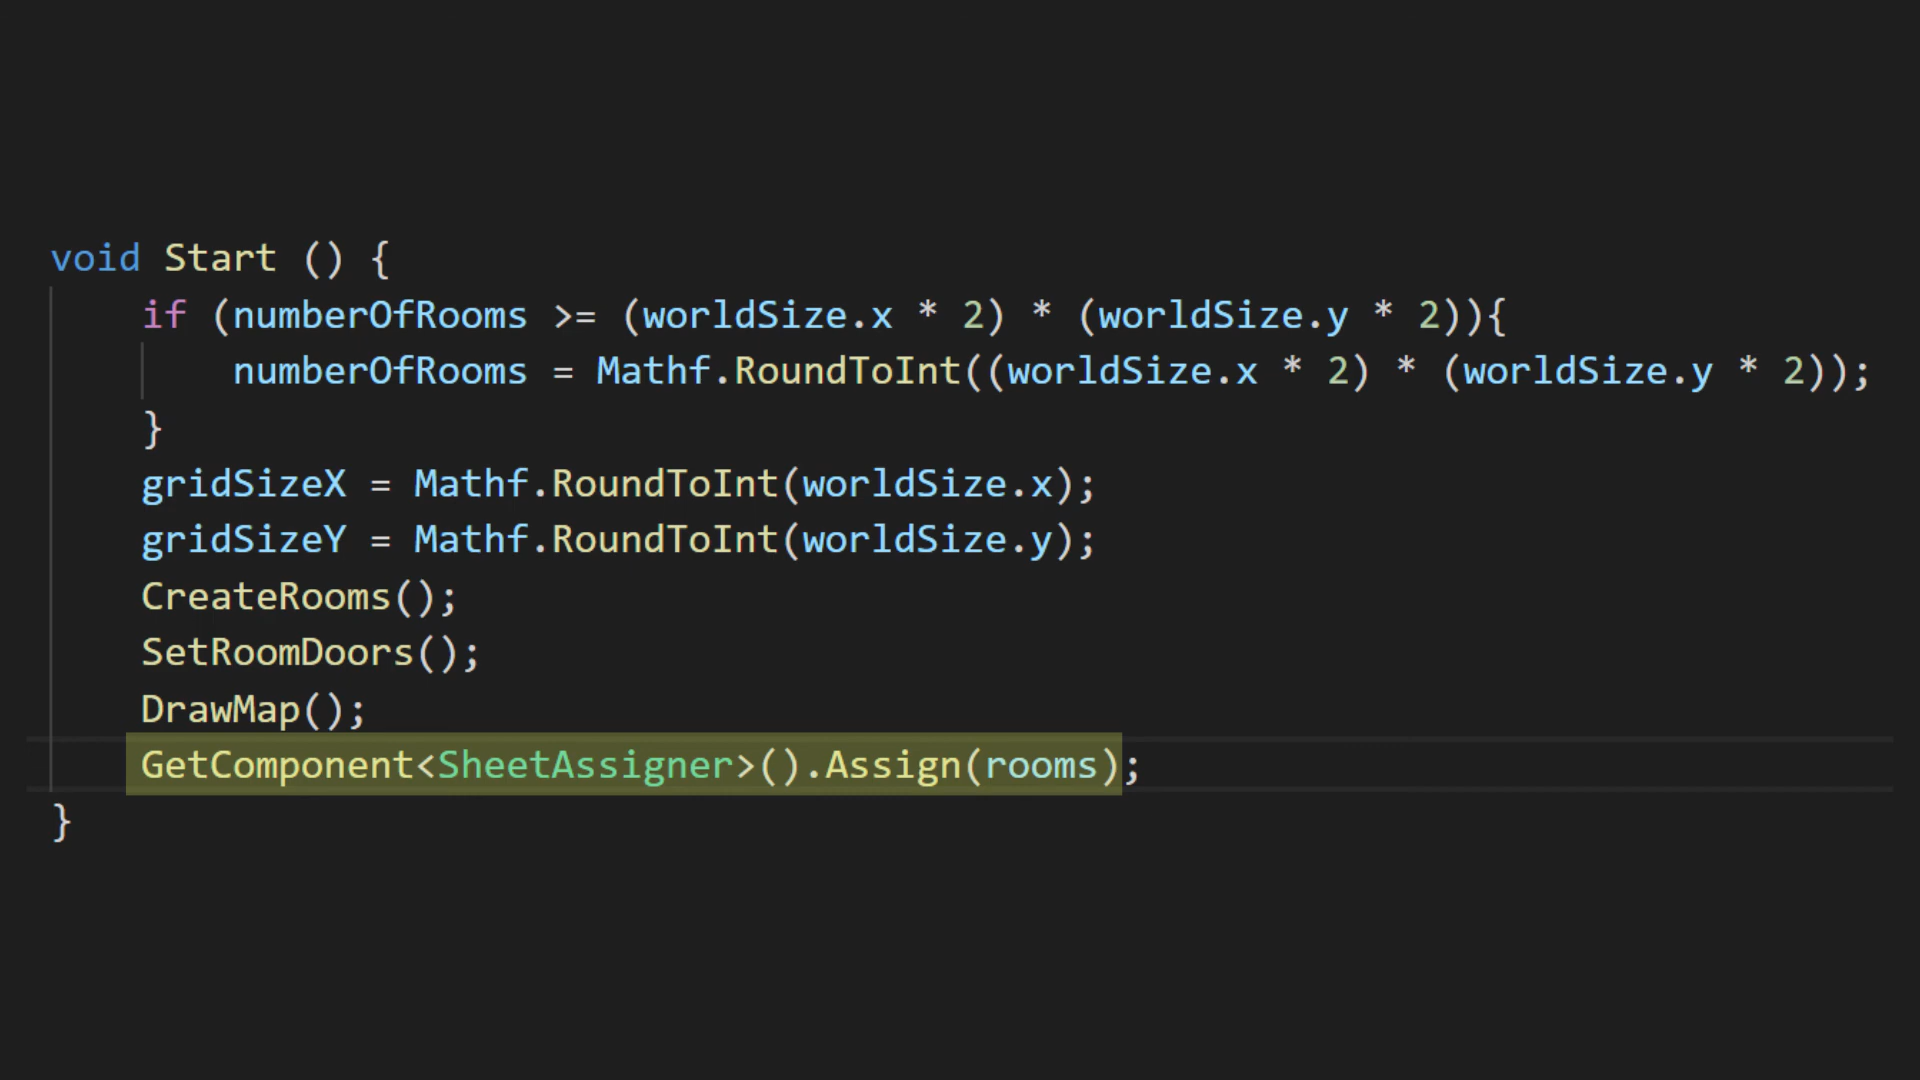 void Start () {
if (numberOfRooms >= (worldSize.x * 2) * (worldSize.y * 2)){
numberOfRooms = Mathf.RoundToInt((worldSize.x * 2) * (worldSize.y * 2));
}
gridSizeX = Mathf.RoundToInt(worldSize.x);
gridSizeY = Mathf.RoundToInt(worldSize.y);
CreateRooms();
SetRoomDoors();
DrawMap();
GetComponent<SheetAssigner>().Assign(rooms);
}